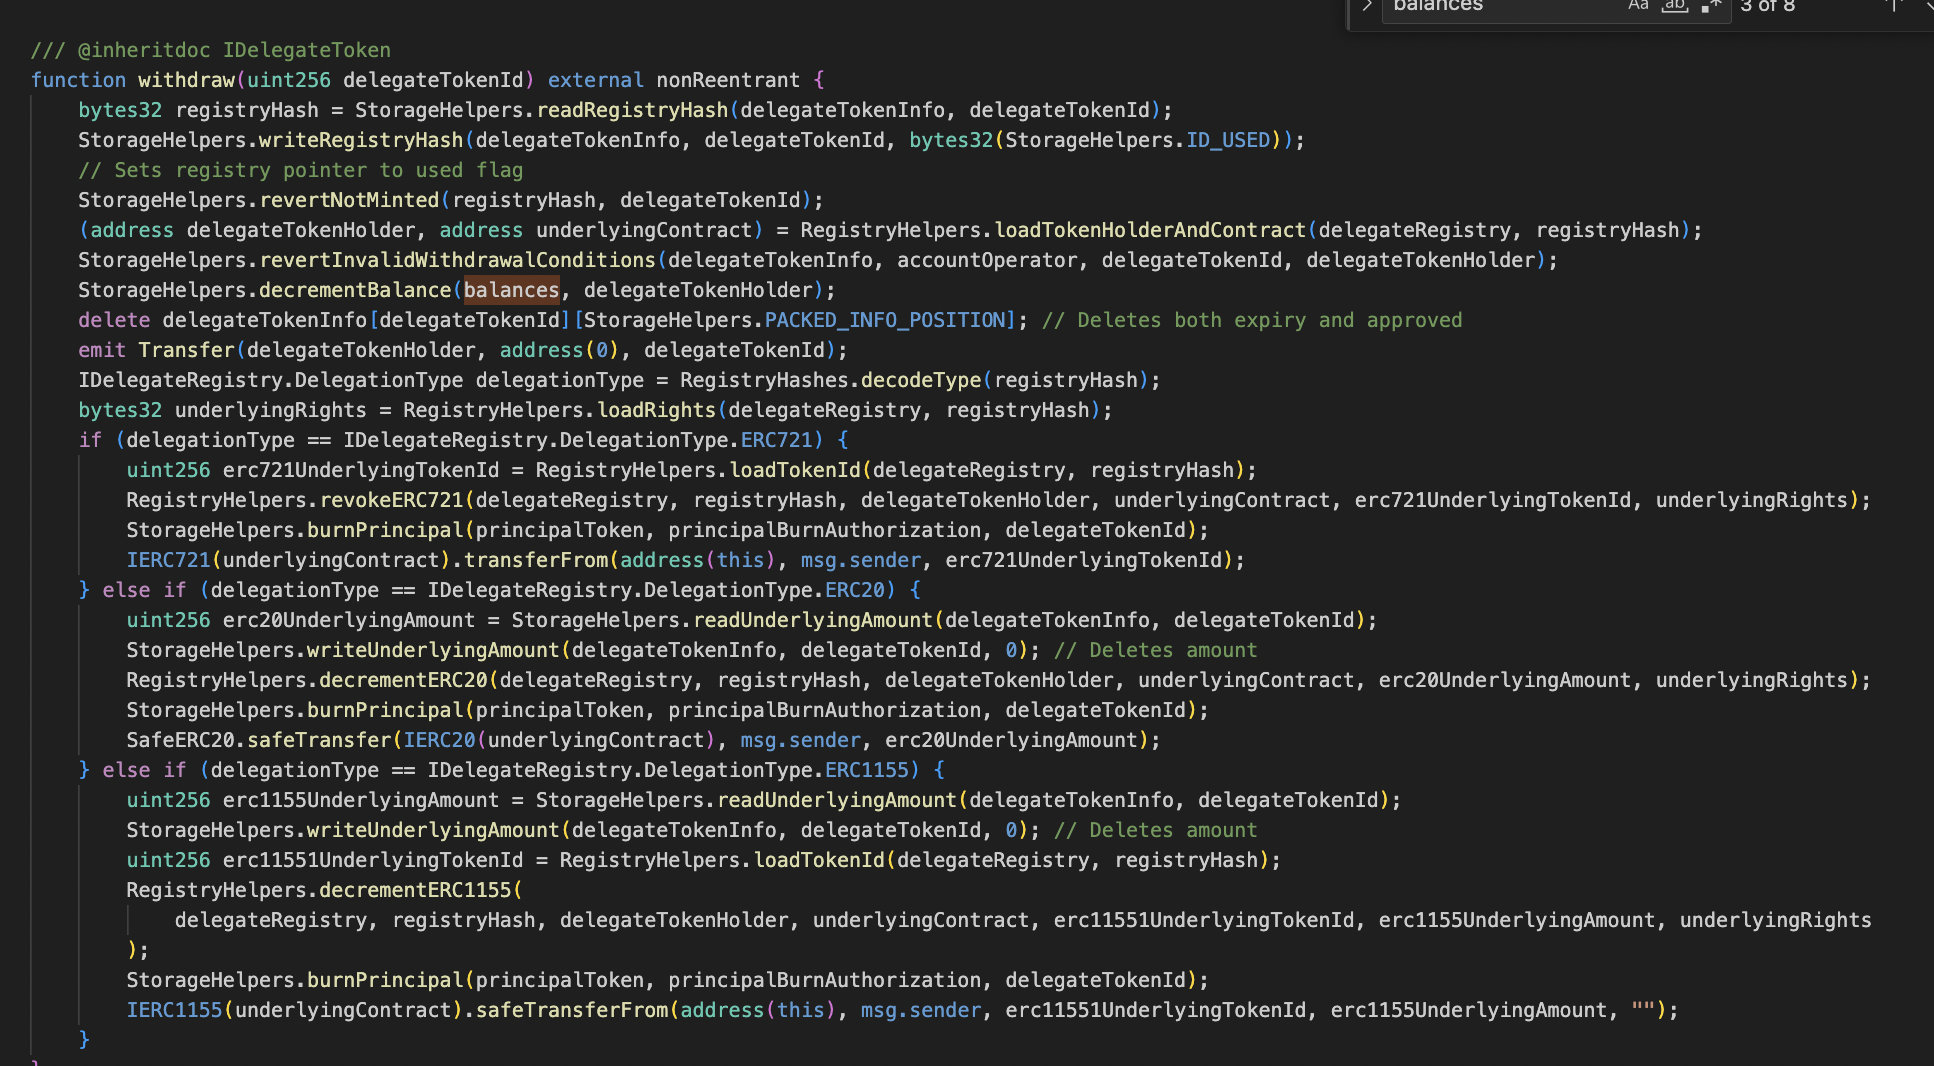 balances Aa ab 3 of 8
/// @inheritdoc IDelegateToken
function withdraw(uint256 delegateTokenId) external nonReentrant {
bytes32 registryHash = StorageHelpers.readRegistryHash(delegateTokenInfo, delegateTokenId);
StorageHelpers.writeRegistryHash(delegateTokenInfo, delegateTokenId, bytes32(StorageHelpers.ID_USED));
// Sets registry pointer to used flag
StorageHelpers.revertNotMinted(registryHash, delegateTokenId);
(address delegateTokenHolder, address underlyingContract) = RegistryHelpers.loadTokenHolderAndContract(delegateRegistry, registryHash);
StorageHelpers.revertInvalidWithdrawalConditions(delegateTokenInfo, accountOperator, delegateTokenId, delegateTokenHolder);
StorageHelpers.decrementBalance(balances, delegateTokenHolder);
delete delegateTokenInfo[delegateTokenId][StorageHelpers.PACKED_INFO_POSITION]; // Deletes both expiry and approved
emit Transfer(delegateTokenHolder, address(0), delegateTokenId);
IDelegateRegistry.DelegationType delegationType = RegistryHashes.decodeType(registryHash);
bytes32 underlyingRights = RegistryHelpers.loadRights(delegateRegistry, registryHash);
if (delegationType == IDelegateRegistry.DelegationType.ERC721) {
uint256 erc721UnderlyingTokenId = RegistryHelpers.loadTokenId(delegateRegistry, registryHash);
RegistryHelpers.revokeERC721(delegateRegistry, registryHash, delegateTokenHolder, underlyingContract, erc721UnderlyingTokenId, underlyingRights);
StorageHelpers.burnPrincipal(principalToken, principalBurnAuthorization, delegateTokenId);
IERC721(underlyingContract).transferFrom(address(this), msg.sender, erc721UnderlyingTokenId);
} else if (delegationType == IDelegateRegistry.DelegationType.ERC20) {
uint256 erc20UnderlyingAmount = StorageHelpers.readUnderlyingAmount(delegateTokenInfo, delegateTokenId);
StorageHelpers.writeUnderlyingAmount(delegateTokenInfo, delegateTokenId, 0); // Deletes amount
RegistryHelpers.decrementERC20(delegateRegistry, registryHash, delegateTokenHolder, underlyingContract, erc20UnderlyingAmount, underlyingRights);
StorageHelpers.burnPrincipal(principalToken, principalBurnAuthorization, delegateTokenId);
SafeERC20.safeTransfer(IERC20(underlyingContract), msg.sender, erc20UnderlyingAmount);
} else if (delegationType == IDelegateRegistry.DelegationType.ERC1155) {
uint256 erc1155UnderlyingAmount = StorageHelpers.readUnderlyingAmount(delegateTokenInfo, delegateTokenId);
StorageHelpers.writeUnderlyingAmount(delegateTokenInfo, delegateTokenId, 0); // Deletes amount
uint256 erc11551UnderlyingTokenId = RegistryHelpers.loadTokenId(delegateRegistry, registryHash);
RegistryHelpers.decrementERC1155(
delegateRegistry, registryHash, delegateTokenHolder, underlyingContract, erc11551UnderlyingTokenId, erc1155UnderlyingAmount, underlyingRights
);
StorageHelpers.burnPrincipal(principalToken, principalBurnAuthorization, delegateTokenId);
IERC1155(underlyingContract).safeTransferFrom(address(this), msg.sender, erc11551UnderlyingTokenId, erc1155UnderlyingAmount, "");
}
}